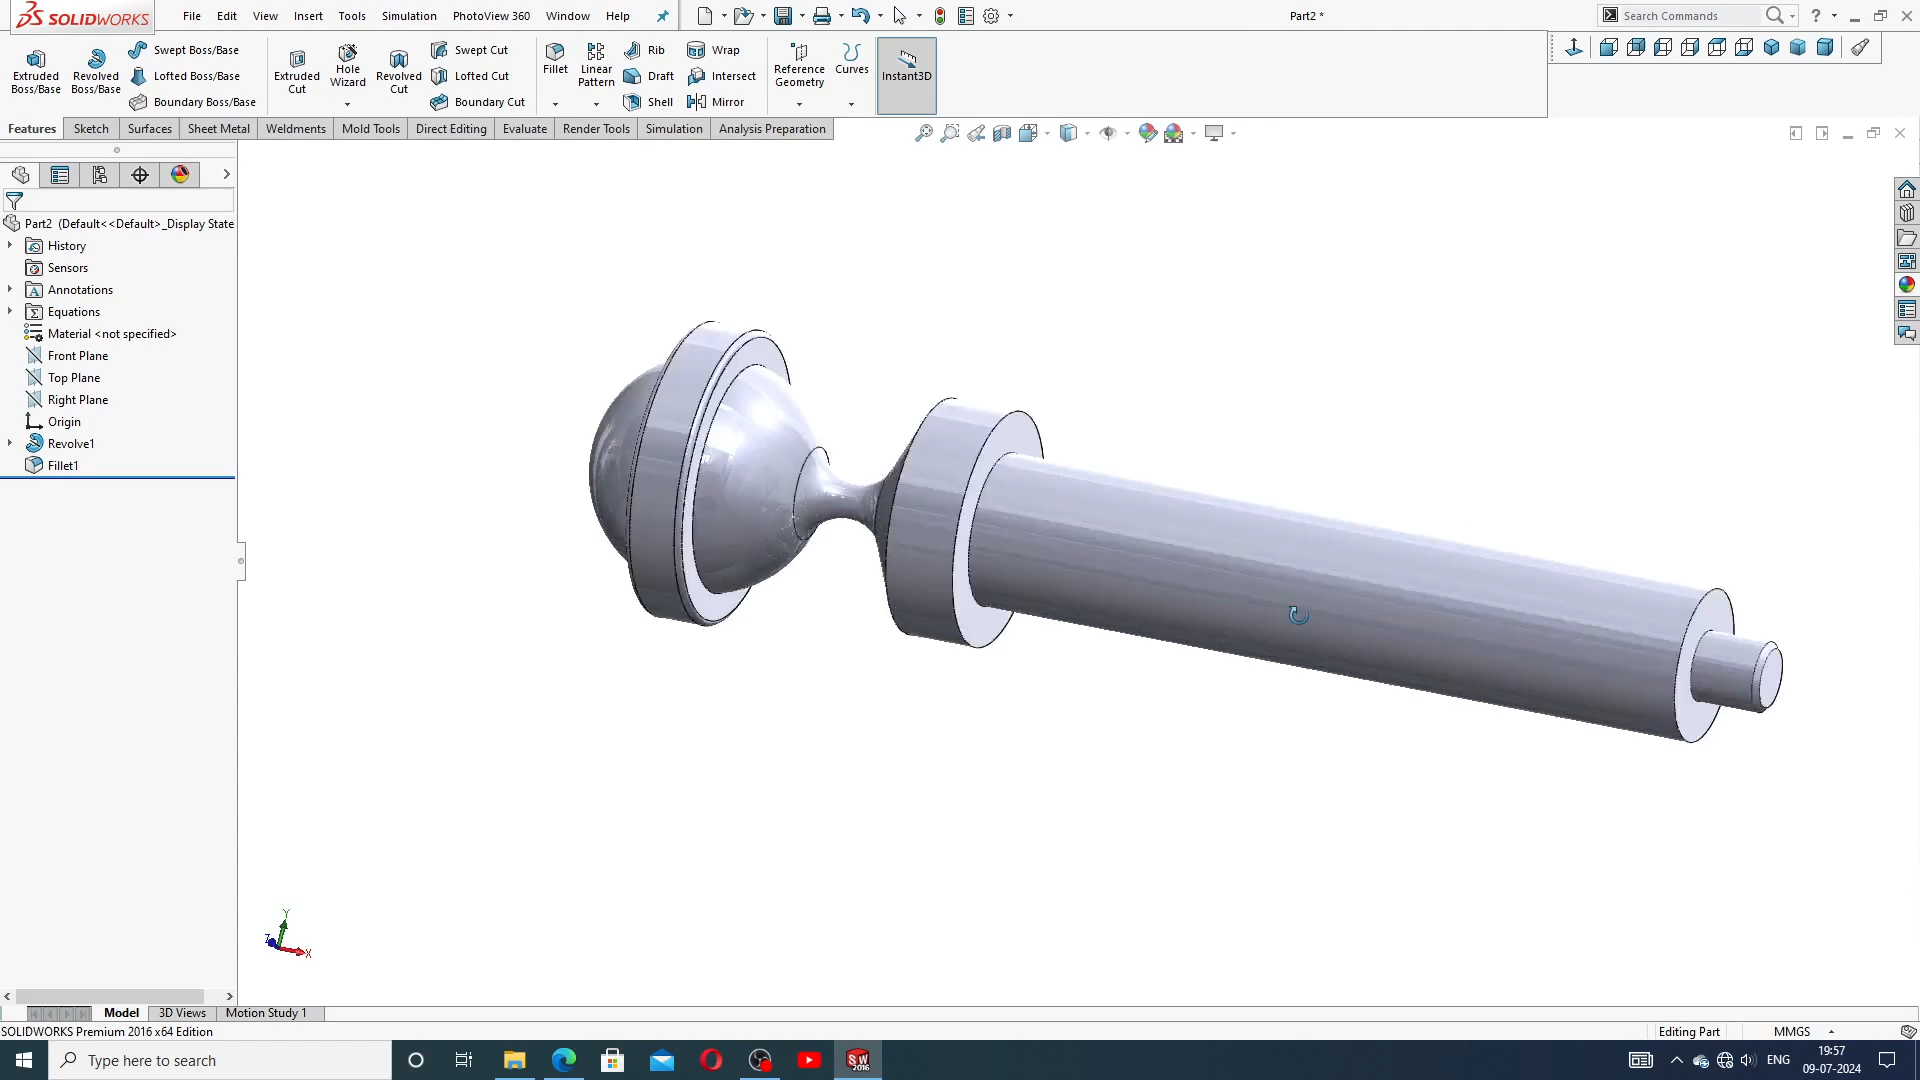 SOLIDWORKS File Edit View Insert Tools Simulation PhotoView 360 Window Help Part2 * Search Commands ?
Extruded Boss/Base
Revolved Boss/Base
Swept Boss/Base
Lofted Boss/Base
Boundary Boss/Base
Extruded Cut
Hole Wizard
Revolved Cut
Swept Cut
Lofted Cut
Boundary Cut
Fillet
Linear Pattern
Rib
Draft
Shell
Wrap
Intersect
Mirror
Reference Geometry
Curves
Instant3D
Features Sketch Surfaces Sheet Metal Weldments Mold Tools Direct Editing Evaluate Render Tools Simulation Analysis Preparation
Part2 (Default<<Default>_Display State
History
Sensors
Annotations
Equations
Material <not specified>
Front Plane
Top Plane
Right Plane
Origin
Revolve1
Fillet1
Y
Z
X
Model 3D Views Motion Study 1
SOLIDWORKS Premium 2016 x64 Edition Editing Part MMGS
Type here to search
SW
2016
ENG
19:57
09-07-2024